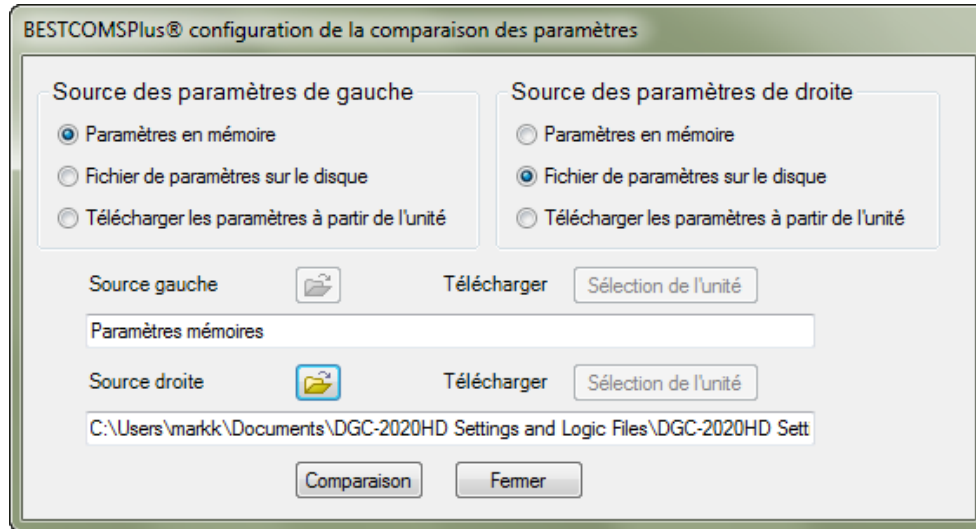 BESTCOMSPlus® configuration de la comparaison des paramètres
Source des paramètres de gauche
Paramètres en mémoire
Fichier de paramètres sur le disque
Télécharger les paramètres à partir de l'unité
Source des paramètres de droite
Paramètres en mémoire
Fichier de paramètres sur le disque
Télécharger les paramètres à partir de l'unité
Source gauche Télécharger Sélection de l'unité
Paramètres mémoires
Source droite Télécharger Sélection de l'unité
C:\Users\markk\Documents\DGC-2020HD Settings and Logic Files\DGC-2020HD Sett
Comparaison Fermer